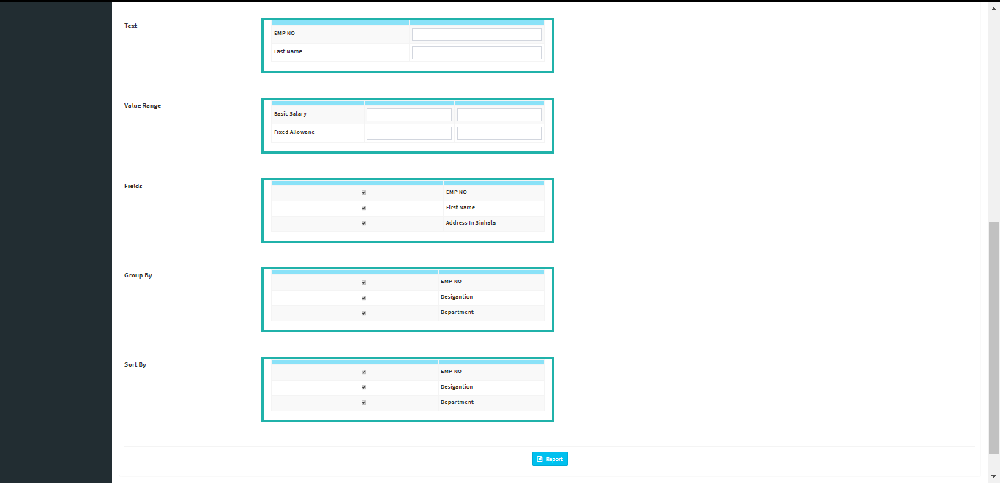 Text
EMP NO
Last Name
Value Range
Basic Salary
Fixed Allowane
Fields
EMP NO
First Name
Address In Sinhala
Group By
EMP NO
Desigantion
Department
Sort By
EMP NO
Desigantion
Department
Report